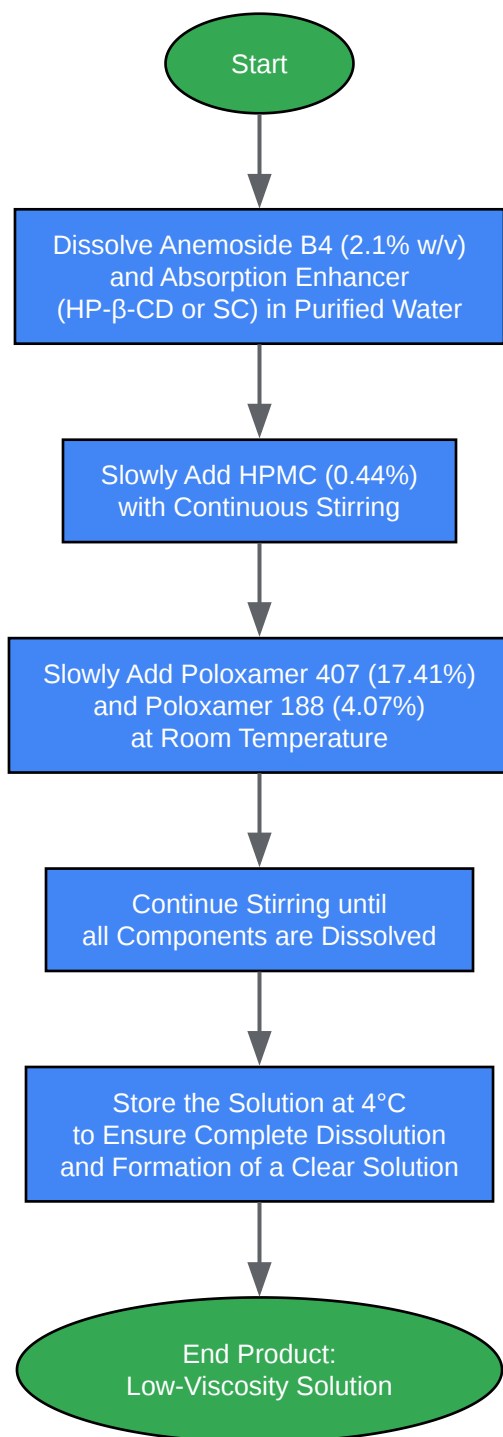 Start
Dissolve Anemoside B4 (2.1% w/v)
and Absorption Enhancer
(HP-β-CD or SC) in Purified Water
Slowly Add HPMC (0.44%)
with Continuous Stirring
Slowly Add Poloxamer 407 (17.41%)
and Poloxamer 188 (4.07%)
at Room Temperature
Continue Stirring until
all Components are Dissolved
Store the Solution at 4°C
to Ensure Complete Dissolution
and Formation of a Clear Solution
End Product:
Low-Viscosity Solution